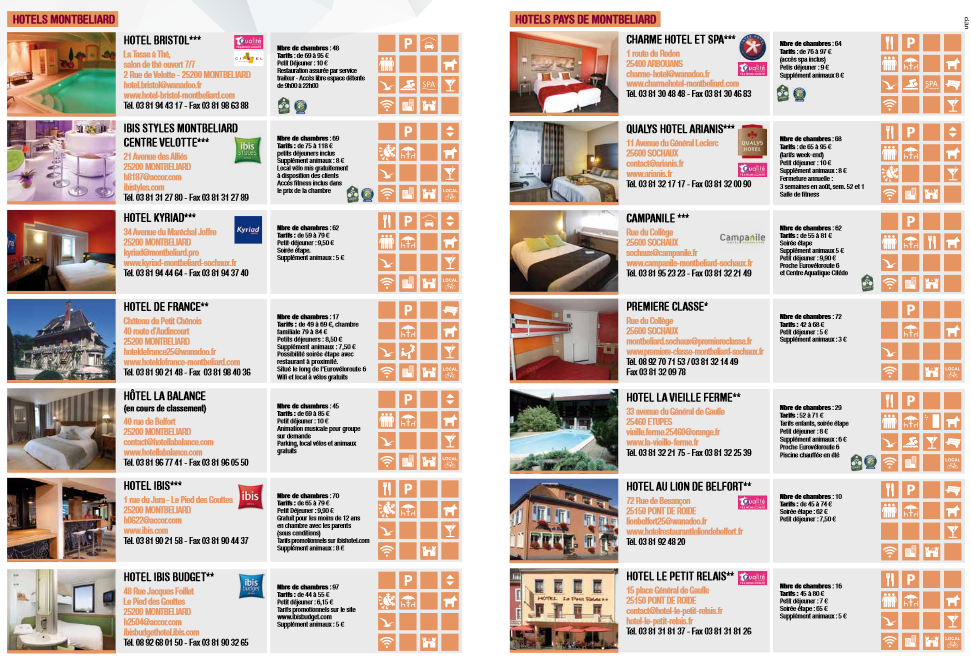 HOTELS MONTBELIARD
HOTEL BRISTOL***
La Tasse à Thé,
salon de thé ouvert 7/7
2 Rue de Velotte - 25200 MONTBELIARD
hotel.bristol@wanadoo.fr
www.hotel-bristol-montbeliard.com
Tél. 03 81 94 43 17 - Fax 03 81 98 63 88
Qualité
Nbre de chambres : 48
Tarifs : de 69 à 95 €
Petit Déjeuner : 10 €
Restauration assurée par service
traiteur - Accès libre espace détente
de 9h00 à 22h00
P
SPA
IBIS STYLES MONTBELIARD
CENTRE VELOTTE***
21 Avenue des Alliés
25200 MONTBELIARD
h8187@accor.com
ibistyles.com
Tél. 03 81 31 27 80 - Fax 03 81 31 27 89
ibis
STYLES
Nbre de chambres : 69
Tarifs : de 75 à 118 €
petits déjeuners inclus
Supplément animaux : 8 €
Local vélo mis gratuitement
à disposition des clients
Accès fitness inclus dans
le prix de la chambre
P
LOCAL
HOTEL KYRIAD***
34 Avenue du Maréchal Joffre
25200 MONTBELIARD
kyriad@montbeliard.pro
www.kyriad-montbeliard-sochaux.fr
Tél. 03 81 94 44 64 - Fax 03 81 94 37 40
Kyriad
Nbre de chambres : 62
Tarifs : de 59 à 79 €
Petit déjeuner : 9,50 €
Soirée étape.
Supplément animaux : 5 €
P
LOCAL
HOTEL DE FRANCE**
Château du Petit Chênois
40 route d'Audincourt
25200 MONTBELIARD
hoteldefrance25@wanadoo.fr
www.hoteldefrance-montbeliard.com
Tél. 03 81 90 21 48 - Fax 03 81 98 40 36
Nbre de chambres : 17
Tarifs : de 49 à 69 €, chambre
familiale 79 à 84 €
Petits déjeuners : 8,50 €
Supplément animaux : 7,50 €
Possibilité soirée étape avec
restaurant à proximité.
Situé le long de l'Eurovéloroute 6
Wifi et local à vélos gratuits
P
LOCAL
HÔTEL LA BALANCE
(en cours de classement)
40 rue de Belfort
25200 MONTBELIARD
contact@hotellabalance.com
www.hotellabalance.com
Tél. 03 81 96 77 41 - Fax 03 81 96 05 50
Nbre de chambres : 45
Tarifs : de 69 à 85 €
Petit déjeuner : 10 €
Animation musicale pour groupe
sur demande
Parking, local vélos et animaux
gratuits
P
LOCAL
HOTEL IBIS***
1 rue du Jura - Le Pied des Gouttes
25200 MONTBELIARD
h0622@accor.com
www.ibis.com
Tél. 03 81 90 21 58 - Fax 03 81 90 44 37
ibis
Nbre de chambres : 70
Tarifs : de 65 à 79 €
Petit Déjeuner : 9,90 €
Gratuit pour les moins de 12 ans
en chambre avec les parents
(sous conditions)
Tarifs promotionnels sur ibishotel.com
Supplément animaux : 8 €
P
HOTEL IBIS BUDGET**
48 Rue Jacques Foillet
Le Pied des Gouttes
25200 MONTBELIARD
h2504@accor.com
ibisbudgethotel.ibis.com
Tél. 08 92 68 01 50 - Fax 03 81 90 32 65
ibis
budget
Nbre de chambres : 97
Tarifs : de 44 à 55 €
Petit déjeuner : 6,15 €
Tarifs promotionnels sur le site
www.ibisbudget.com
Supplément animaux : 5 €
P
HOTELS PAYS DE MONTBELIARD
CHARME HOTEL ET SPA***
1 route du Redon
25400 ARBOUANS
charme-hotel@wanadoo.fr
www.charmehotel-montbeliard.com
Tél. 03 81 30 48 48 - Fax 03 81 30 46 83
Qualité
Nbre de chambres : 64
Tarifs : de 76 à 97 €
(accès spa inclus)
Petis déjeuner : 9 €
Supplément animaux 8 €
P
SPA
QUALYS HOTEL ARIANIS***
11 Avenue du Général Leclerc
25600 SOCHAUX
contact@arianis.fr
www.arianis.fr
Tél. 03 81 32 17 17 - Fax 03 81 32 00 90
QUALYS
HOTEL
Qualité
Nbre de chambres : 68
Tarifs : de 65 à 95 €
(tarifs week-end)
Petit déjeuner : 10 €
Supplément animaux : 8 €
Fermeture annuelle :
3 semaines en août, sem. 52 et 1
Salle de fitness
P
CAMPANILE ***
Rue du Collège
25600 SOCHAUX
sochaux@campanile.fr
www.campanile-montbeliard-sochaux.fr
Tél. 03 81 95 23 23 - Fax 03 81 32 21 49
Campanile
Nbre de chambres : 62
Tarifs : de 55 à 81 €
Soirée étape
Supplément animaux 5 €
Petit déjeuner : 9,90 €
Proche Eurovéloroute 6
et Centre Aquatique Citédo
P
PREMIERE CLASSE*
Rue du Collège
25600 SOCHAUX
montbeliard.sochaux@premiereclasse.fr
www.premiere-classe-montbeliard-sochaux.fr
Tél. 08 92 70 71 53 / 03 81 32 14 49
Fax 03 81 32 09 78
Nbre de chambres : 72
Tarifs : 42 à 68 €
Petit déjeuner : 5 €
Supplément animaux : 3 €
P
LOCAL
HOTEL LA VIEILLE FERME**
33 avenue du Général de Gaulle
25460 ETUPES
vieille.ferme.25460@orange.fr
www.la-vieille-ferme.fr
Tél. 03 81 32 21 75 - Fax 03 81 32 25 39
Nbre de chambres : 29
Tarifs : 52 à 71 €
Tarifs enfants, soirée étape
Petit déjeuner : 8 €
Supplément animaux : 6 €
Proche Eurovéloroute 6
Piscine chauffée en été
P
LOCAL
HOTEL AU LION DE BELFORT**
72 Rue de Besançon
25150 PONT DE ROIDE
lionbelfort25@wanadoo.fr
www.hotelrestaurantleliondebelfort.fr
Tél. 03 81 92 48 20
Qualité
Nbre de chambres : 10
Tarifs : de 45 à 74 €
Soirée étape : 62 €
Petit déjeuner : 7,50 €
P
HOTEL LE PETIT RELAIS**
15 place Général de Gaulle
25150 PONT DE ROIDE
contact@hotel-le-petit-relais.fr
hotel-le-petit-relais.fr
Tél. 03 81 31 81 37 - Fax 03 81 31 81 26
Qualité
HOTEL Le Petit Relais
Nbre de chambres : 16
Tarifs : 45 à 80 €
Petit déjeuner : 7 €
Soirée étape : 65 €
Supplément animaux : 5 €
P